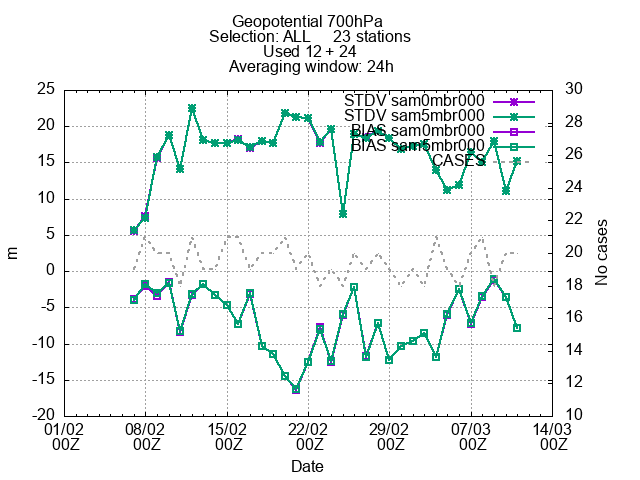 Geopotential 700hPa
Selection: ALL 23 stations
Used 12 + 24
Averaging window: 24h
STDV sam0mbr000
STDV sam5mbr000
BIAS sam0mbr000
BIAS sam5mbr000
CASES
25
20
15
10
5
0
-5
-10
-15
-20
m
30
28
26
24
22
20
18
16
14
12
10
No cases
01/02 08/02 15/02 22/02 29/02 07/03 14/03
00Z 00Z 00Z 00Z 00Z 00Z 00Z
Date